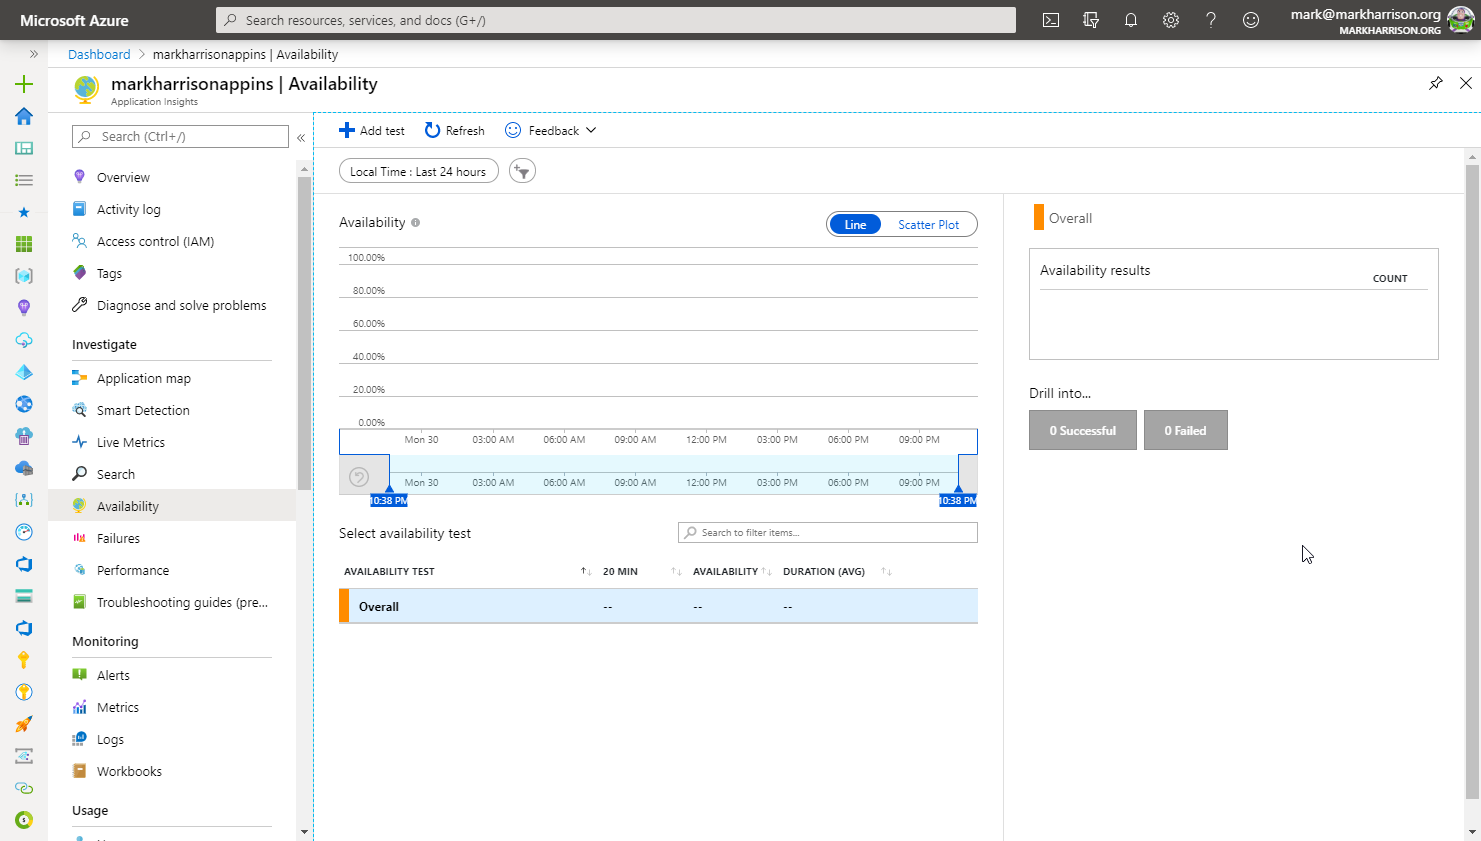 Microsoft Azure
Search resources, services, and docs (G+/)
mark@markharrison.org
MARKHARRISON.ORG
Dashboard > markharrisonappins | Availability
markharrisonappins | Availability
Application Insights
Search (Ctrl+/)
Overview
Activity log
Access control (IAM)
Tags
Diagnose and solve problems
Investigate
Application map
Smart Detection
Live Metrics
Search
Availability
Failures
Performance
Troubleshooting guides (pre...
Monitoring
Alerts
Metrics
Logs
Workbooks
Usage
Add test Refresh Feedback
Local Time : Last 24 hours
Availability
Line Scatter Plot
100.00%
80.00%
60.00%
40.00%
20.00%
0.00%
Mon 30 03:00 AM 06:00 AM 09:00 AM 12:00 PM 03:00 PM 06:00 PM 09:00 PM
Mon 30 03:00 AM 06:00 AM 09:00 AM 12:00 PM 03:00 PM 06:00 PM 09:00 PM
10:38 PM 10:38 PM
Select availability test
Search to filter items...
AVAILABILITY TEST 20 MIN AVAILABILITY DURATION (AVG)
Overall -- -- --
Overall
Availability results
COUNT
Drill into...
0 Successful 0 Failed